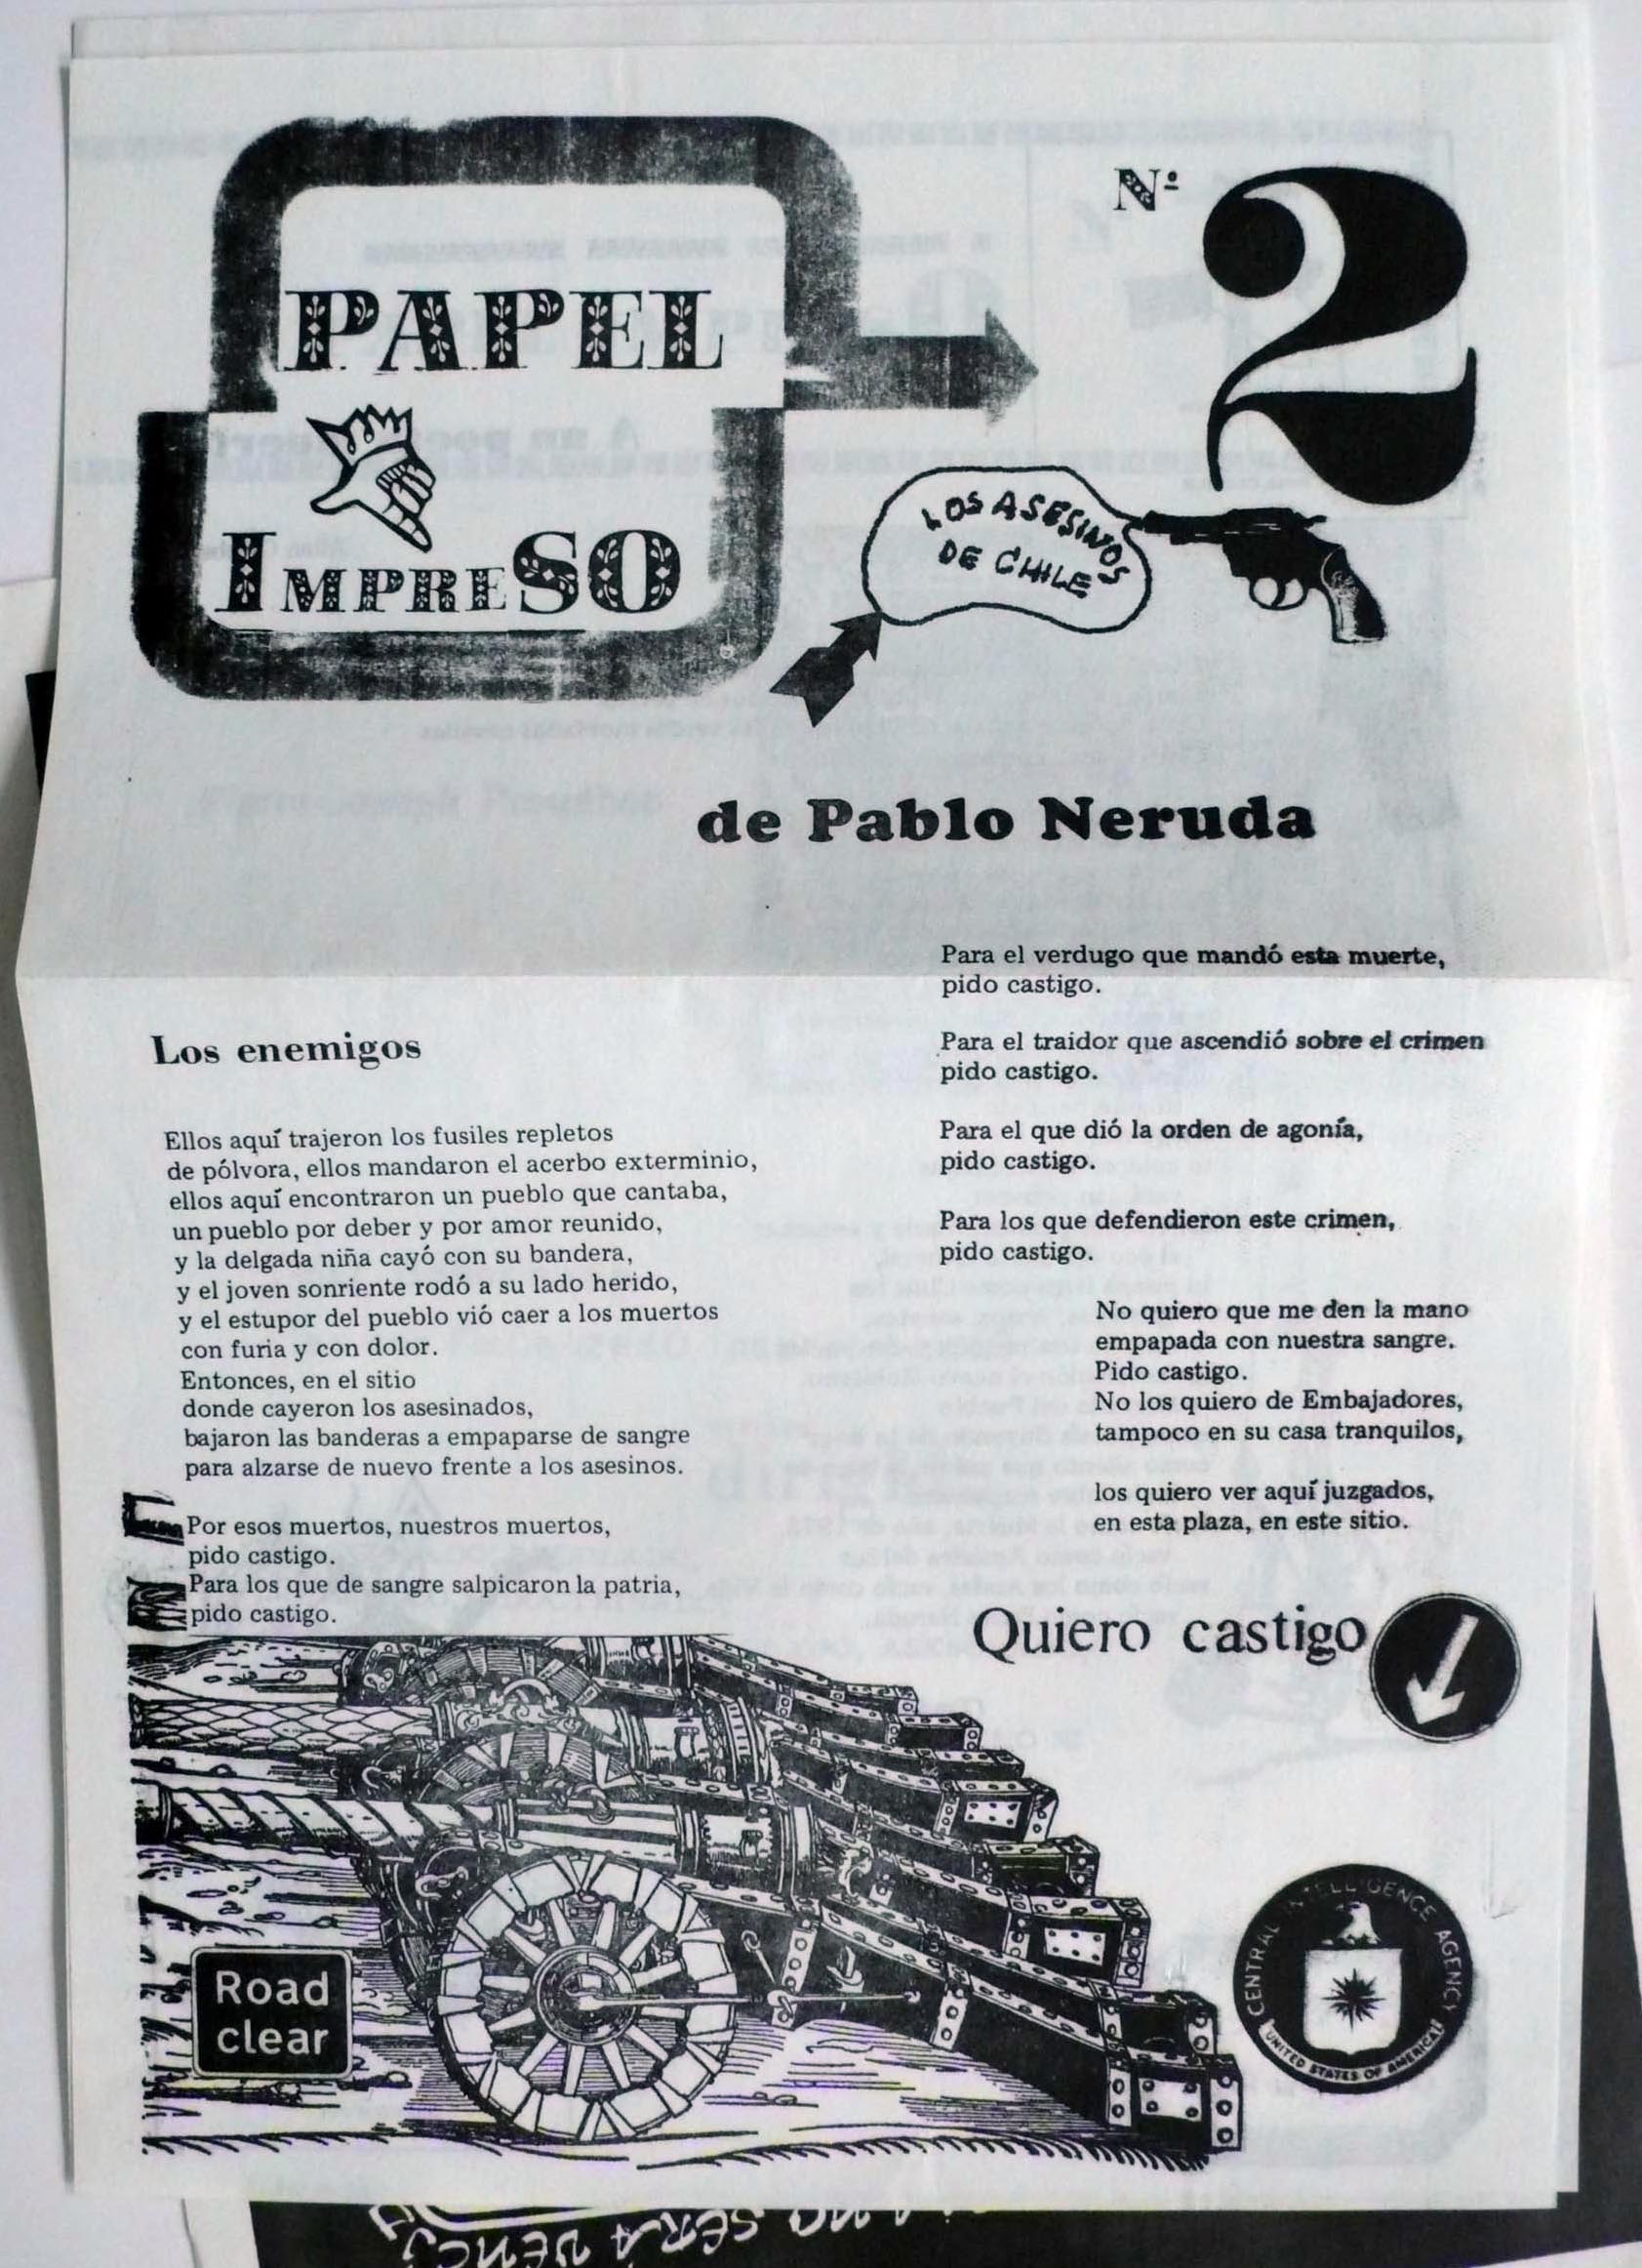 PAPEL
IMPRESO
Nº 2
LOS ASESINOS
DE CHILE
de Pablo Neruda
Los enemigos
Ellos aquí trajeron los fusiles repletos
de pólvora, ellos mandaron el acerbo exterminio,
ellos aquí encontraron un pueblo que cantaba,
un pueblo por deber y por amor reunido,
y la delgada niña cayó con su bandera,
y el joven sonriente rodó a su lado herido,
y el estupor del pueblo vió caer a los muertos
con furia y con dolor.
Entonces, en el sitio
donde cayeron los asesinados,
bajaron las banderas a empaparse de sangre
para alzarse de nuevo frente a los asesinos.
Por esos muertos, nuestros muertos,
pido castigo.
Para los que de sangre salpicaron la patria,
pido castigo.
Para el verdugo que mandó esta muerte,
pido castigo.
Para el traidor que ascendió sobre el crimen
pido castigo.
Para el que dió la orden de agonía,
pido castigo.
Para los que defendieron este crimen,
pido castigo.
No quiero que me den la mano
empapada con nuestra sangre.
Pido castigo.
No los quiero de Embajadores,
tampoco en su casa tranquilos,
los quiero ver aquí juzgados,
en esta plaza, en este sitio.
Quiero castigo
Road
clear
CENTRAL INTELLIGENCE AGENCY
UNITED STATES OF AMERICA
NO SERÁ